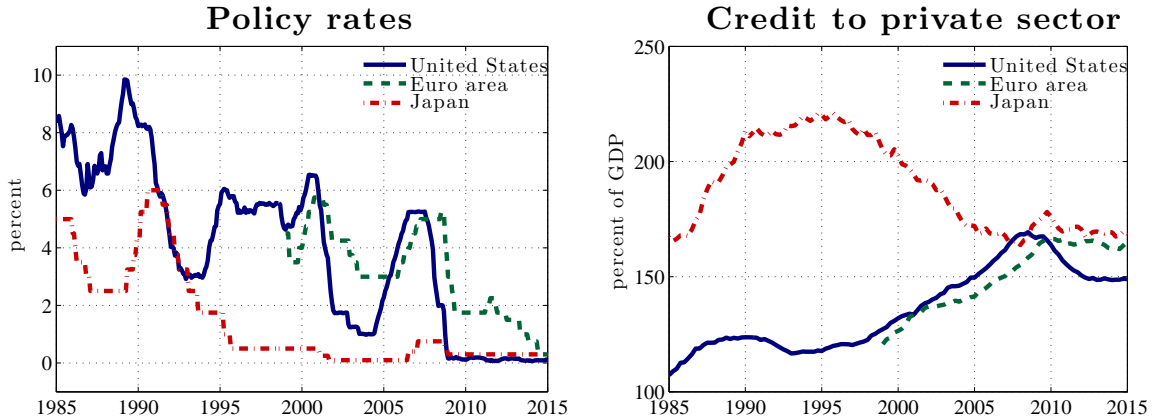 Policy rates
percent
10
8
6
4
2
0
1985 1990 1995 2000 2005 2010 2015
United States
Euro area
Japan
Credit to private sector
percent of GDP
250
200
150
100
1985 1990 1995 2000 2005 2010 2015
United States
Euro area
Japan